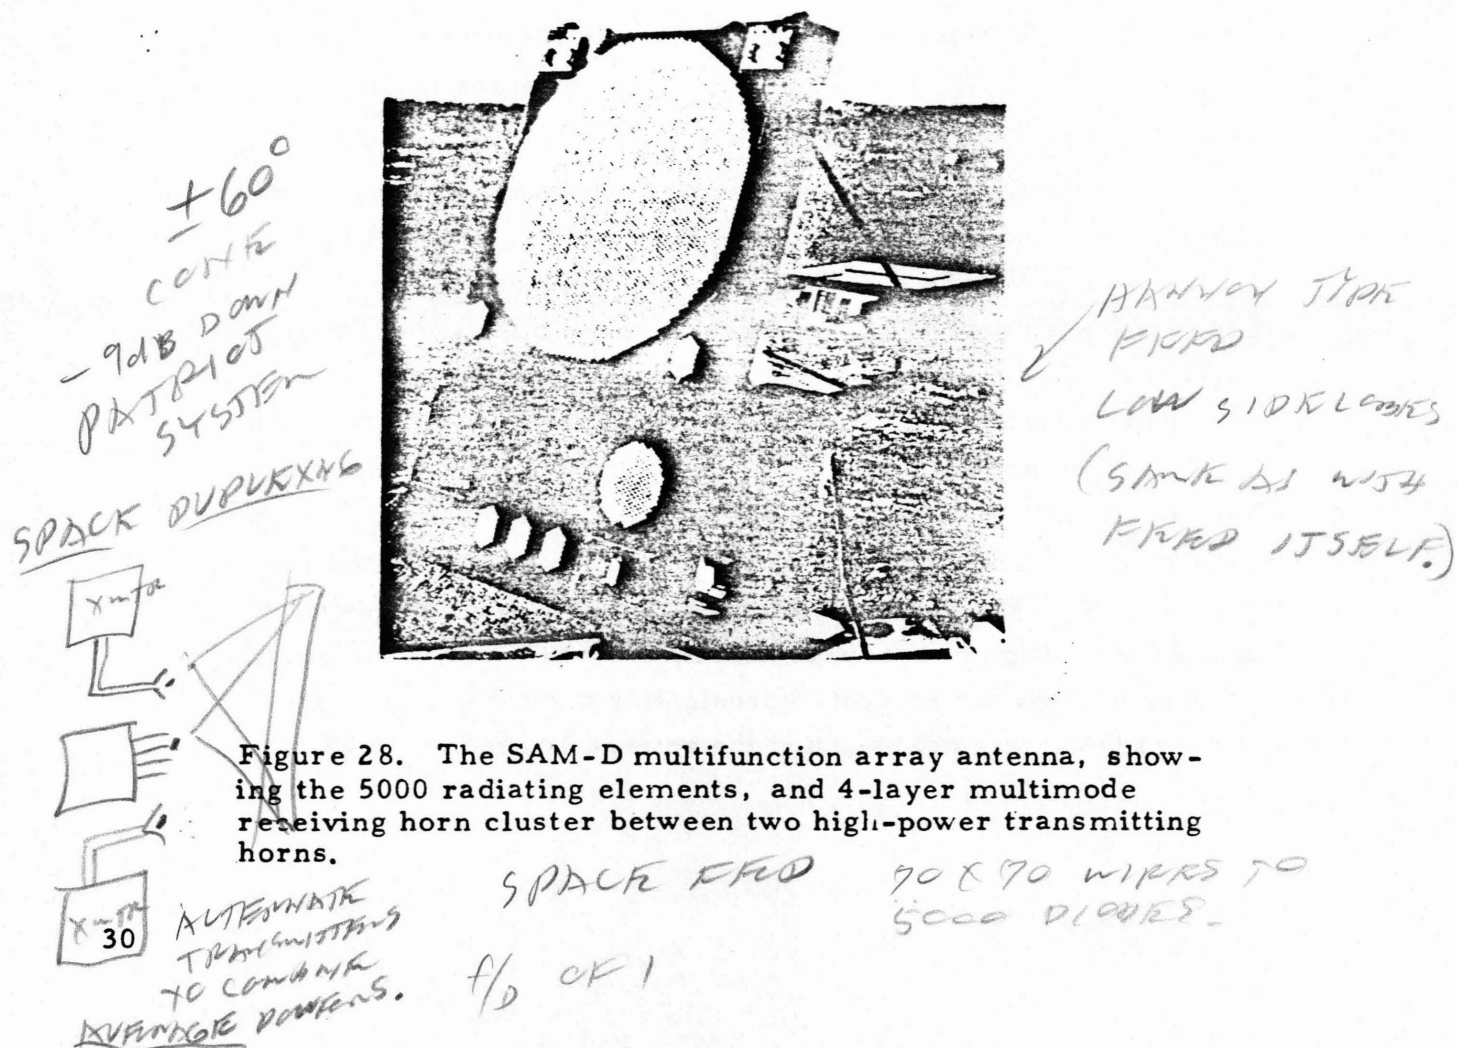 ±60°
CONE
-9dB DOWN
PATRIOT
SYSTEM
SPACE DUPLEXING
TYPE
FEED
LOW SIDELOBES
(SAME AS WITH
FEED ITSELF.)
XMTR
Figure 28. The SAM-D multifunction array antenna, show-
ing the 5000 radiating elements, and 4-layer multimode
receiving horn cluster between two high-power transmitting
horns.
SPACE FEED
70 X 70 WIRES TO
5000 DIODES.
XMTR
30
ALTERNATE
TRANSMITTERS
TO COMBINE
AVERAGE POWERS.
f/D OF 1